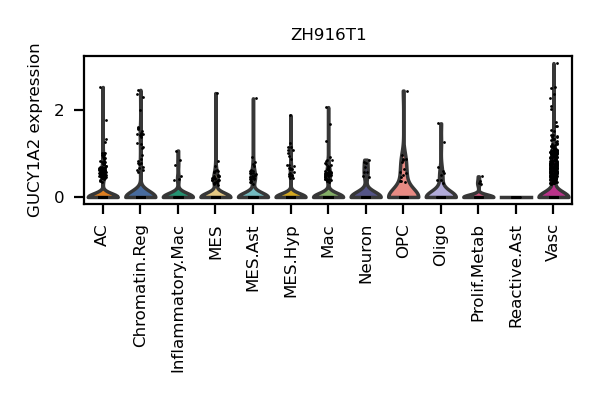 ZH916T1
GUCY1A2 expression
2
0
AC
Chromatin.Reg
Inflammatory.Mac
MES
MES.Ast
MES.Hyp
Mac
Neuron
OPC
Oligo
Prolif.Metab
Reactive.Ast
Vasc